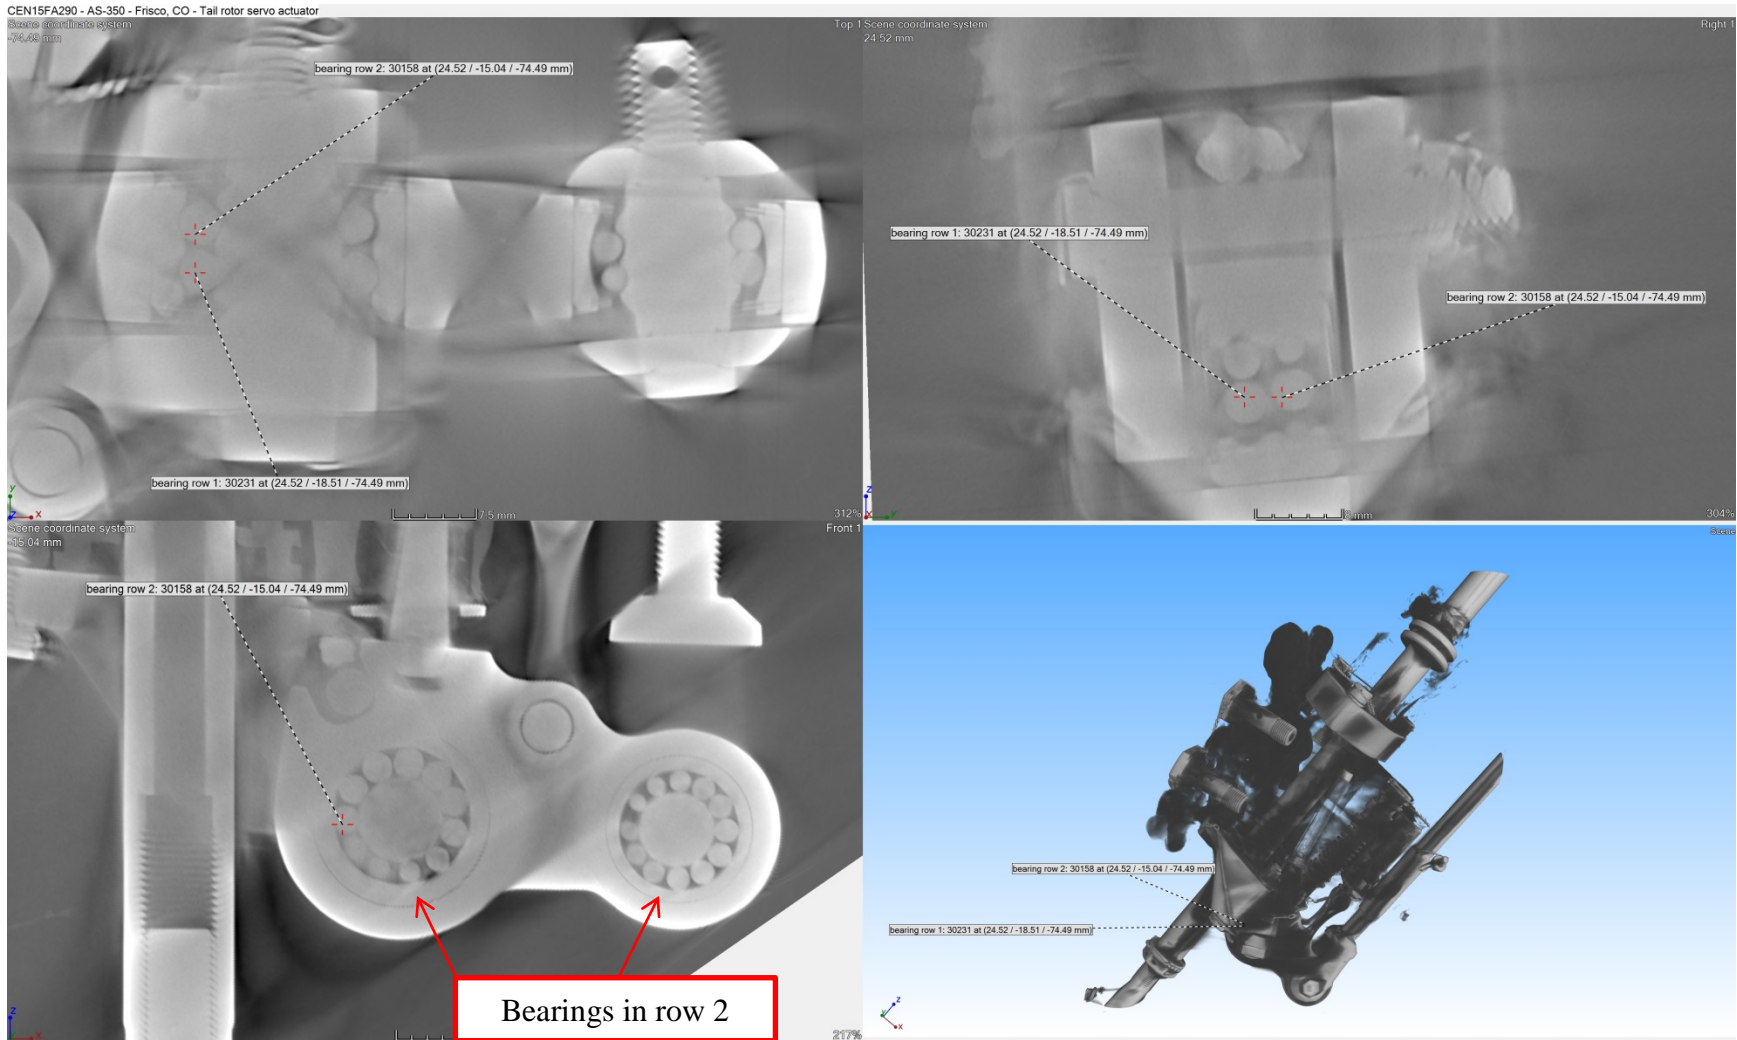 CEN15FA290 - AS-350 - Frisco, CO - Tail rotor servo actuator
Scene coordinate system
-74.49 mm
Top 1
bearing row 2: 30158 at (24.52 / -15.04 / -74.49 mm)
bearing row 1: 30231 at (24.52 / -18.51 / -74.49 mm)
y
z
x
7.5 mm
312%
Scene coordinate system
24.52 mm
Right 1
bearing row 1: 30231 at (24.52 / -18.51 / -74.49 mm)
bearing row 2: 30158 at (24.52 / -15.04 / -74.49 mm)
z
x
y
8 mm
304%
Scene coordinate system
-15.04 mm
Front 1
bearing row 2: 30158 at (24.52 / -15.04 / -74.49 mm)
z
x
217%
Bearings in row 2
Scene
bearing row 2: 30158 at (24.52 / -15.04 / -74.49 mm)
bearing row 1: 30231 at (24.52 / -18.51 / -74.49 mm)
z
y
x